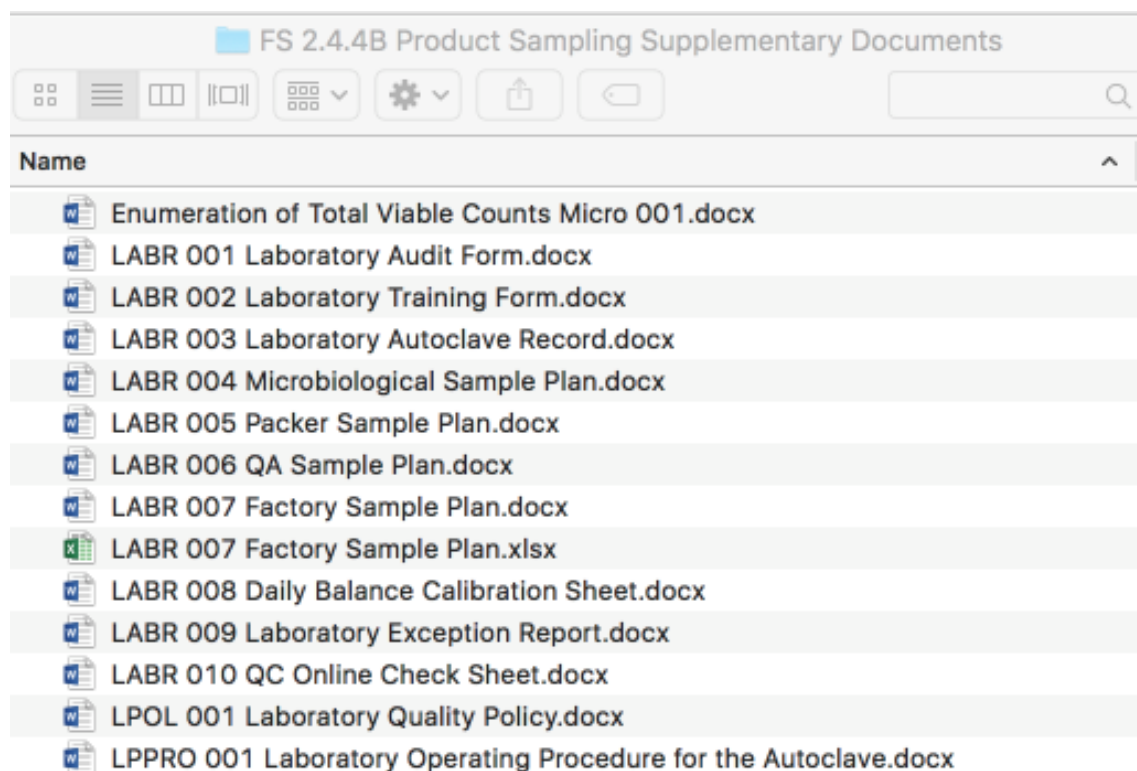 FS 2.4.4B Product Sampling Supplementary Documents
Name
Enumeration of Total Viable Counts Micro 001.docx
LABR 001 Laboratory Audit Form.docx
LABR 002 Laboratory Training Form.docx
LABR 003 Laboratory Autoclave Record.docx
LABR 004 Microbiological Sample Plan.docx
LABR 005 Packer Sample Plan.docx
LABR 006 QA Sample Plan.docx
LABR 007 Factory Sample Plan.docx
LABR 007 Factory Sample Plan.xlsx
LABR 008 Daily Balance Calibration Sheet.docx
LABR 009 Laboratory Exception Report.docx
LABR 010 QC Online Check Sheet.docx
LPOL 001 Laboratory Quality Policy.docx
LPPRO 001 Laboratory Operating Procedure for the Autoclave.docx